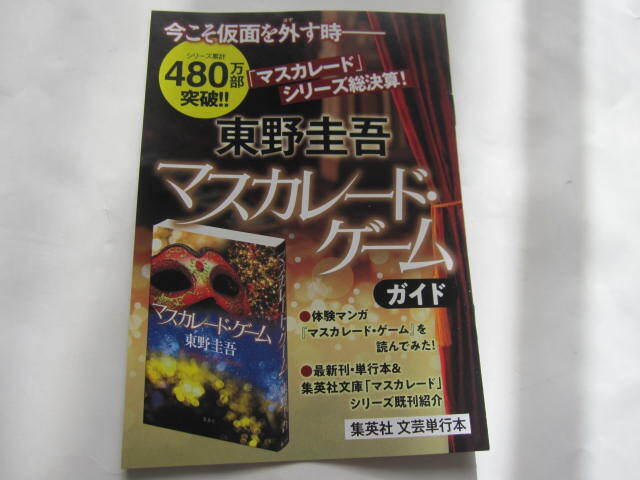 今こそ仮面を外す時──
はず
シリーズ累計
480万部
突破!!
「マスカレード」
シリーズ総決算!
東野圭吾
マスカレード・
ゲーム
ガイド
マスカレード・ゲーム
東野圭吾
●体験マンガ
『マスカレード・ゲーム』を
読んでみた!
●最新刊・単行本&
集英社文庫「マスカレード」
シリーズ既刊紹介
集英社 文芸単行本